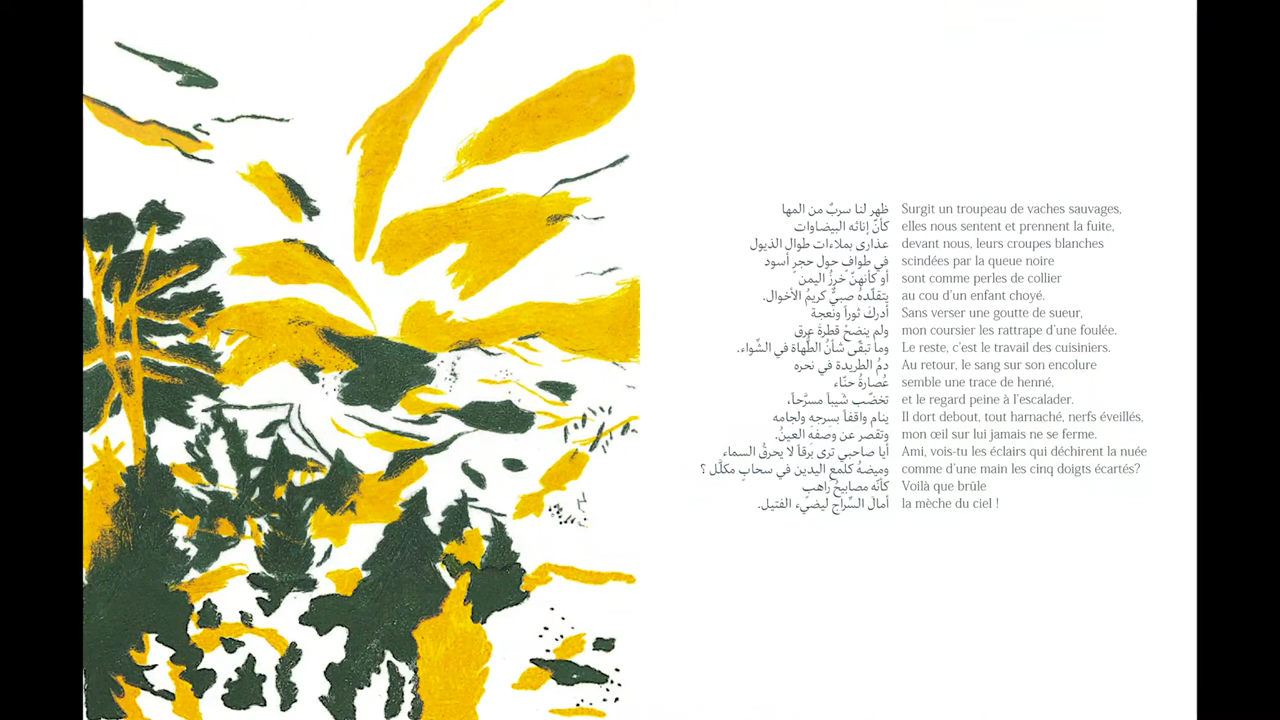 ظهر لنا سربٌ من المها
كأنّ إناثه البيضاوات
عذارى بملاءات طوال الذيول
في طوافٍ حول حجرٍ أسود
أو كأنهنّ خرزُ اليمن
يتقلّدهُ صبيٌّ كريمُ الأخوال.
أدركَ ثوراً ونعجة
ولم ينضحْ قطرةَ عرق
وما تبقّى شأنُ الطُّهاة في الشِّواء.
دمُ الطريدة في نحره
عُصارةُ حنّاء
تخضّب شَيباً مسرَّحاً،
ينام واقفاً بسرجه ولجامه
وتقصر عن وصفه العينُ.
أيا صاحبي ترى بَرقاً لا يحرقُ السماء
وميضهُ كلَمع اليدين في سحابٍ مكلَّل ؟
كأنّه مصابيحُ راهبٍ
أمالَ السِّراج ليضيء الفتيل.
Surgit un troupeau de vaches sauvages,
elles nous sentent et prennent la fuite,
devant nous, leurs croupes blanches
scindées par la queue noire
sont comme perles de collier
au cou d'un enfant choyé.
Sans verser une goutte de sueur,
mon coursier les rattrape d'une foulée.
Le reste, c'est le travail des cuisiniers.
Au retour, le sang sur son encolure
semble une trace de henné,
et le regard peine à l'escalader.
Il dort debout, tout harnaché, nerfs éveillés,
mon œil sur lui jamais ne se ferme.
Ami, vois-tu les éclairs qui déchirent la nuée
comme d'une main les cinq doigts écartés?
Voilà que brûle
la mèche du ciel !